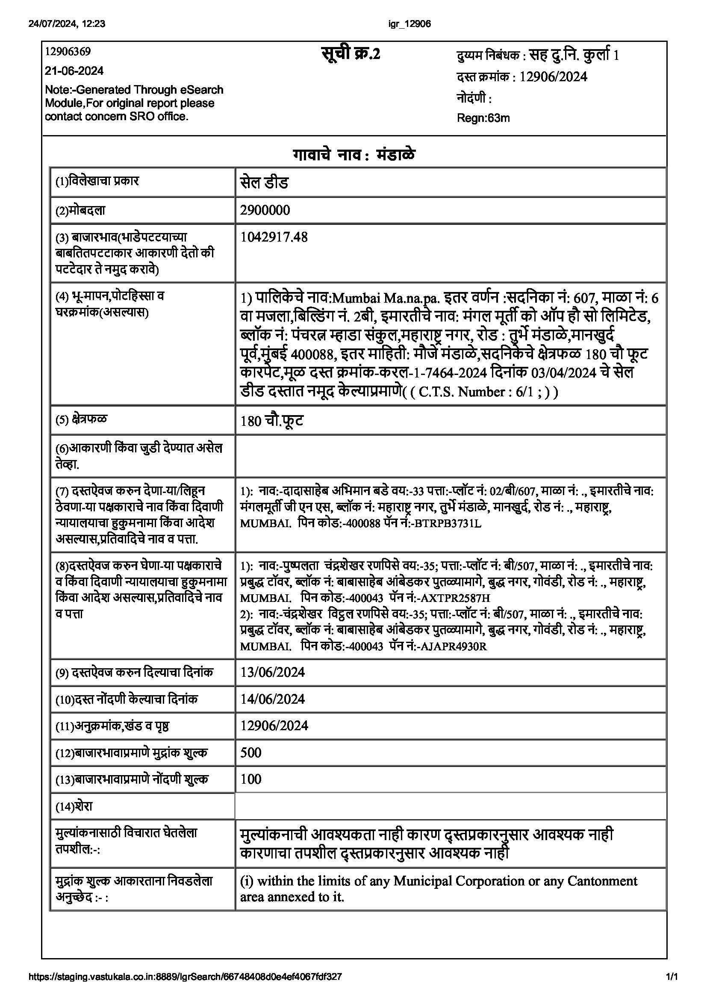 24/07/2024, 12:23 igr_12906
12906369
21-06-2024
Note:-Generated Through eSearch
Module,For original report please
contact concern SRO office.
सूची क्र.2
दुय्यम निबंधक : सह दु.नि. कुर्ला 1
दस्त क्रमांक : 12906/2024
नोदंणी :
Regn:63m
गावाचे नाव : मंडाळे
(1)विलेखाचा प्रकार
सेल डीड
(2)मोबदला
2900000
(3) बाजारभाव(भाडेपटटयाच्या
बाबतितपटटाकार आकारणी देतो की
पटटेदार ते नमुद करावे)
1042917.48
(4) भू-मापन,पोटहिस्सा व
घरक्रमांक(असल्यास)
1) पालिकेचे नाव:Mumbai Ma.na.pa. इतर वर्णन :सदनिका नं: 607, माळा नं: 6
वा मजला,बिल्डिंग नं. 2बी, इमारतीचे नाव: मंगल मूर्ती को ऑप हौ सो लिमिटेड,
ब्लॉक नं: पंचरत्न म्हाडा संकुल,महाराष्ट्र नगर, रोड : तुर्भे मंडाळे,मानखुर्द
पूर्व,मुंबई 400088, इतर माहिती: मौजे मंडाळे,सदनिकेचे क्षेत्रफळ 180 चौ फूट
कारपेट,मूळ दस्त क्रमांक-करल-1-7464-2024 दिनांक 03/04/2024 चे सेल
डीड दस्तात नमूद केल्याप्रमाणे( ( C.T.S. Number : 6/1 ; ) )
(5) क्षेत्रफळ
180 चौ.फूट
(6)आकारणी किंवा जुडी देण्यात असेल
तेव्हा.
(7) दस्तऐवज करुन देणा-या/लिहून
ठेवणा-या पक्षकाराचे नाव किंवा दिवाणी
न्यायालयाचा हुकुमनामा किंवा आदेश
असल्यास,प्रतिवादिचे नाव व पत्ता.
1): नाव:-दादासाहेब अभिमान बडे वय:-33 पत्ता:-प्लॉट नं: 02/बी/607, माळा नं: ., इमारतीचे नाव:
मंगलमूर्ती जी एन एस, ब्लॉक नं: महाराष्ट्र नगर, तुर्भे मंडाळे, मानखुर्द, रोड नं: ., महाराष्ट्र,
MUMBAI. पिन कोड:-400088 पॅन नं:-BTRPB3731L
(8)दस्तऐवज करुन घेणा-या पक्षकाराचे
व किंवा दिवाणी न्यायालयाचा हुकुमनामा
किंवा आदेश असल्यास,प्रतिवादिचे नाव
व पत्ता
1): नाव:-पुष्पलता चंद्रशेखर रणपिसे वय:-35; पत्ता:-प्लॉट नं: बी/507, माळा नं: ., इमारतीचे नाव:
प्रबुद्ध टॉवर, ब्लॉक नं: बाबासाहेब आंबेडकर पुतळ्यामागे, बुद्ध नगर, गोवंडी, रोड नं: ., महाराष्ट्र,
MUMBAI. पिन कोड:-400043 पॅन नं:-AXTPR2587H
2): नाव:-चंद्रशेखर विट्ठल रणपिसे वय:-35; पत्ता:-प्लॉट नं: बी/507, माळा नं: ., इमारतीचे नाव:
प्रबुद्ध टॉवर, ब्लॉक नं: बाबासाहेब आंबेडकर पुतळ्यामागे, बुद्ध नगर, गोवंडी, रोड नं: ., महाराष्ट्र,
MUMBAI. पिन कोड:-400043 पॅन नं:-AJAPR4930R
(9) दस्तऐवज करुन दिल्याचा दिनांक
13/06/2024
(10)दस्त नोंदणी केल्याचा दिनांक
14/06/2024
(11)अनुक्रमांक,खंड व पृष्ठ
12906/2024
(12)बाजारभावाप्रमाणे मुद्रांक शुल्क
500
(13)बाजारभावाप्रमाणे नोंदणी शुल्क
100
(14)शेरा
मुल्यांकनासाठी विचारात घेतलेला
तपशील:-:
मुल्यांकनाची आवश्यकता नाही कारण द्स्तप्रकारनुसार आवश्यक नाही
कारणाचा तपशील द्स्तप्रकारनुसार आवश्यक नाही
मुद्रांक शुल्क आकारताना निवडलेला
अनुच्छेद :- :
(i) within the limits of any Municipal Corporation or any Cantonment
area annexed to it.
https://staging.vastukala.co.in:8889/IgrSearch/66748408d0e4ef4067fdf327 1/1